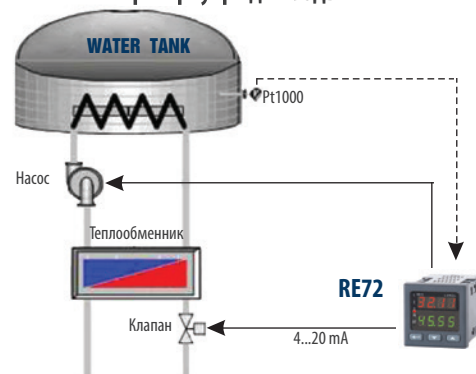 WATER TANK
Pt1000
Насос
Теплообменник
RE72
Клапан
4...20 mA